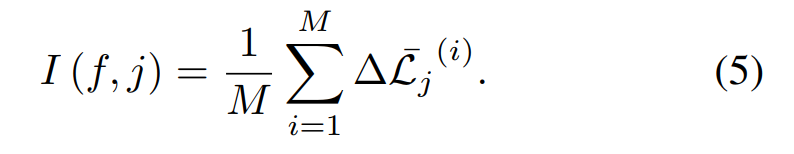 I (f, j) = \frac{1}{M} \sum_{i=1}^{M} \Delta \bar{\mathcal{L}}_j^{(i)}. (5)